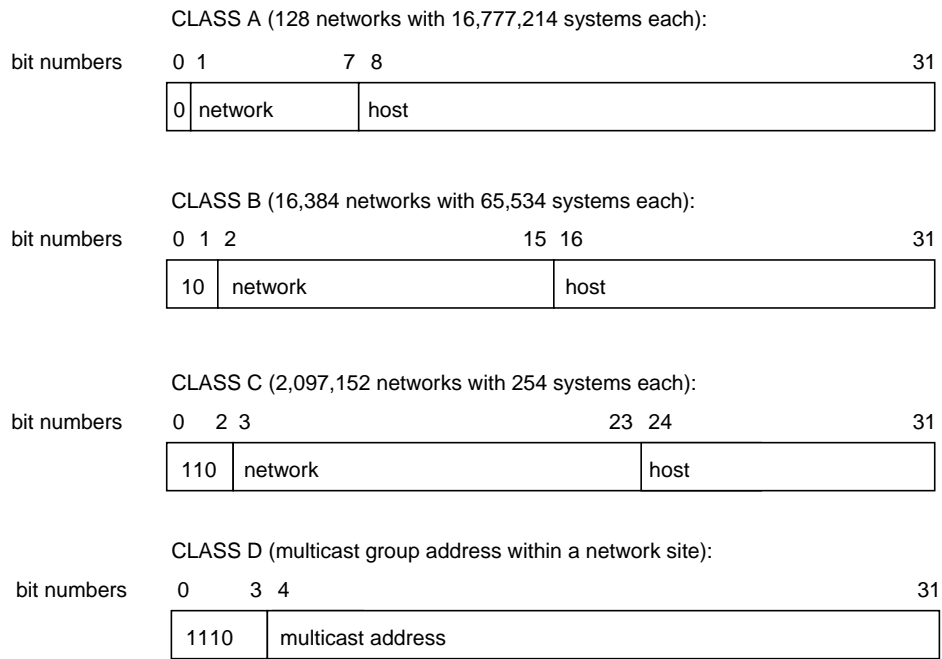 CLASS A (128 networks with 16,777,214 systems each):
bit numbers 0 1 7 8 31
0 network host
CLASS B (16,384 networks with 65,534 systems each):
bit numbers 0 1 2 15 16 31
10 network host
CLASS C (2,097,152 networks with 254 systems each):
bit numbers 0 2 3 23 24 31
110 network host
CLASS D (multicast group address within a network site):
bit numbers 0 3 4 31
1110 multicast address